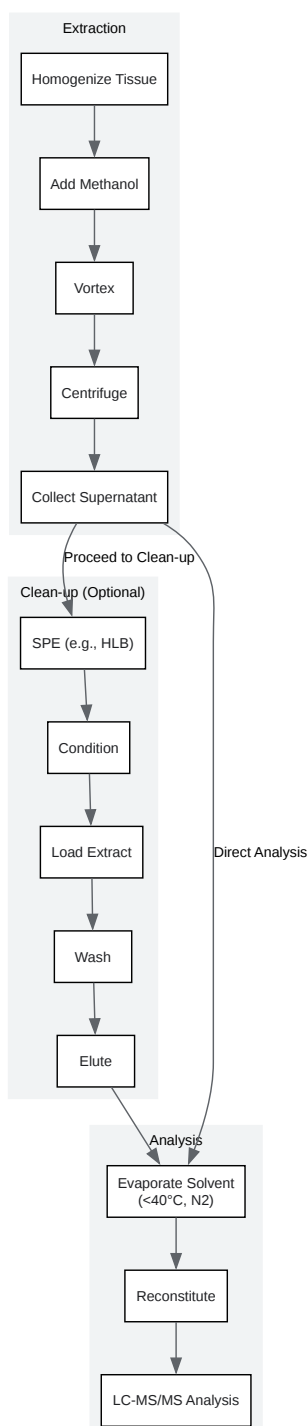 Extraction
Homogenize Tissue
Add Methanol
Vortex
Centrifuge
Collect Supernatant
Proceed to Clean-up
Clean-up (Optional)
SPE (e.g., HLB)
Condition
Load Extract
Direct Analysis
Wash
Elute
Analysis
Evaporate Solvent
(<40°C, N2)
Reconstitute
LC-MS/MS Analysis